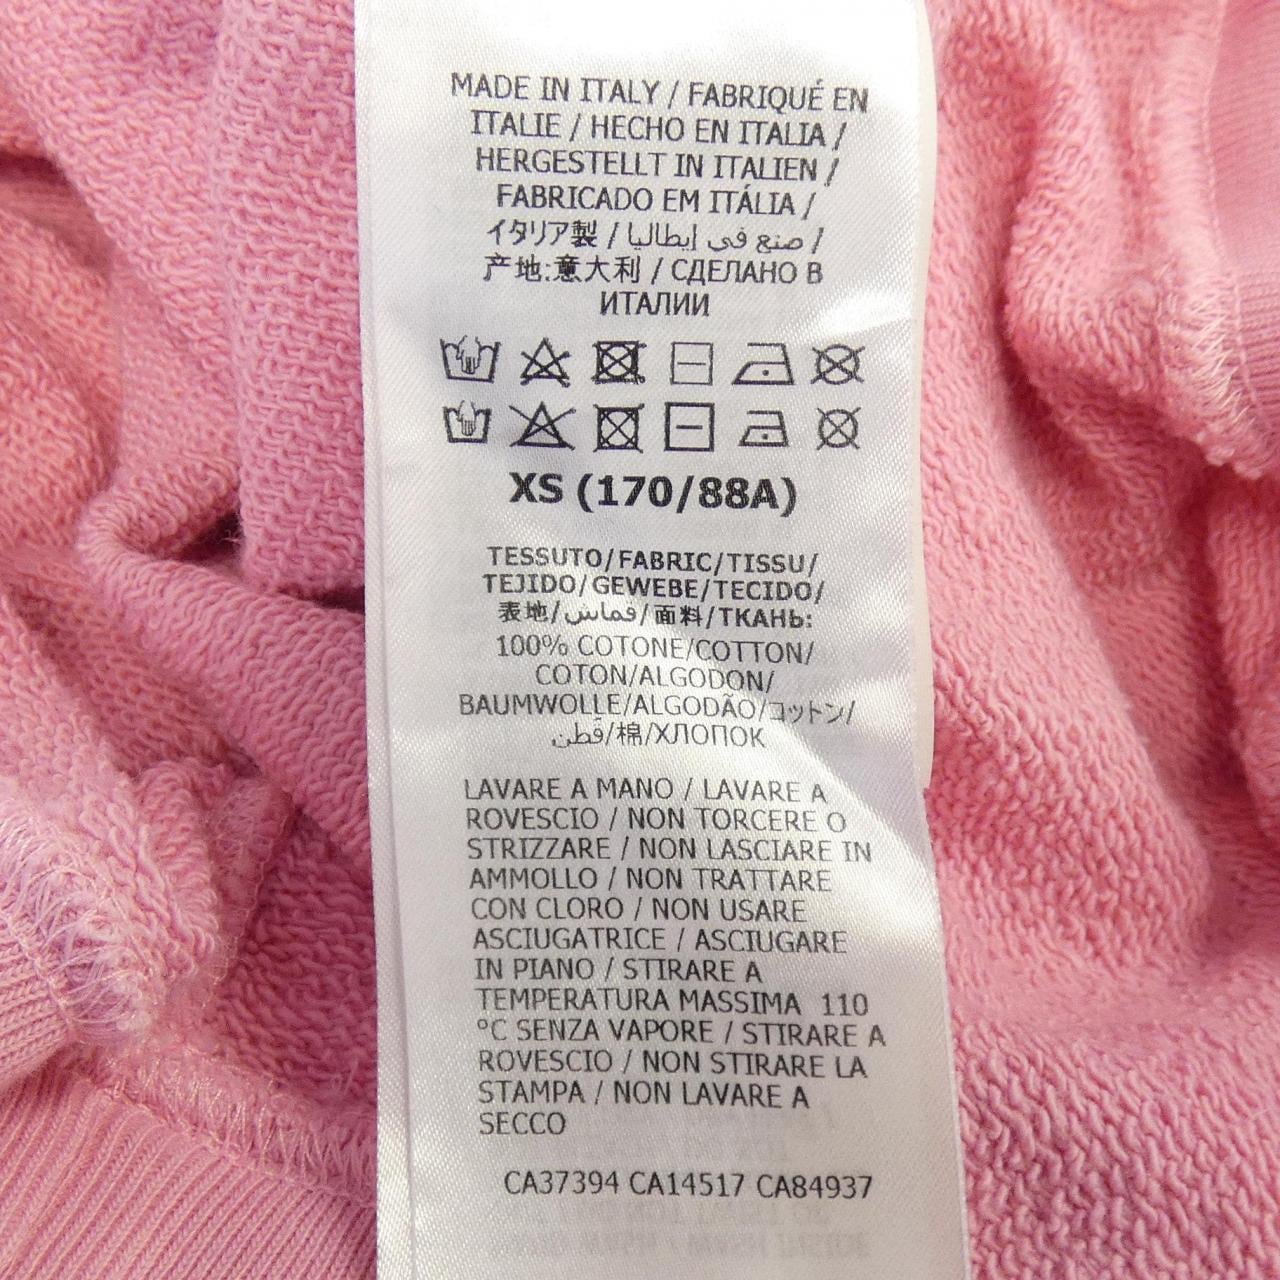 MADE IN ITALY / FABRIQUÉ EN
ITALIE / HECHO EN ITALIA /
HERGESTELLT IN ITALIEN /
FABRICADO EM ITÁLIA /
イタリア製 / صنع في إيطاليا /
产地:意大利 / СДЕЛАНО В
ИТАЛИИ
XS (170/88A)
TESSUTO/FABRIC/TISSU/
TEJIDO/GEWEBE/TECIDO/
表地/قماش/面料/ТКАНЬ:
100% COTONE/COTTON/
COTON/ALGODON/
BAUMWOLLE/ALGODÃO/コットン/
قطن/棉/ХЛОПОК
LAVARE A MANO / LAVARE A
ROVESCIO / NON TORCERE O
STRIZZARE / NON LASCIARE IN
AMMOLLO / NON TRATTARE
CON CLORO / NON USARE
ASCIUGATRICE / ASCIUGARE
IN PIANO / STIRARE A
TEMPERATURA MASSIMA 110
°C SENZA VAPORE / STIRARE A
ROVESCIO / NON STIRARE LA
STAMPA / NON LAVARE A
SECCO
CA37394 CA14517 CA84937